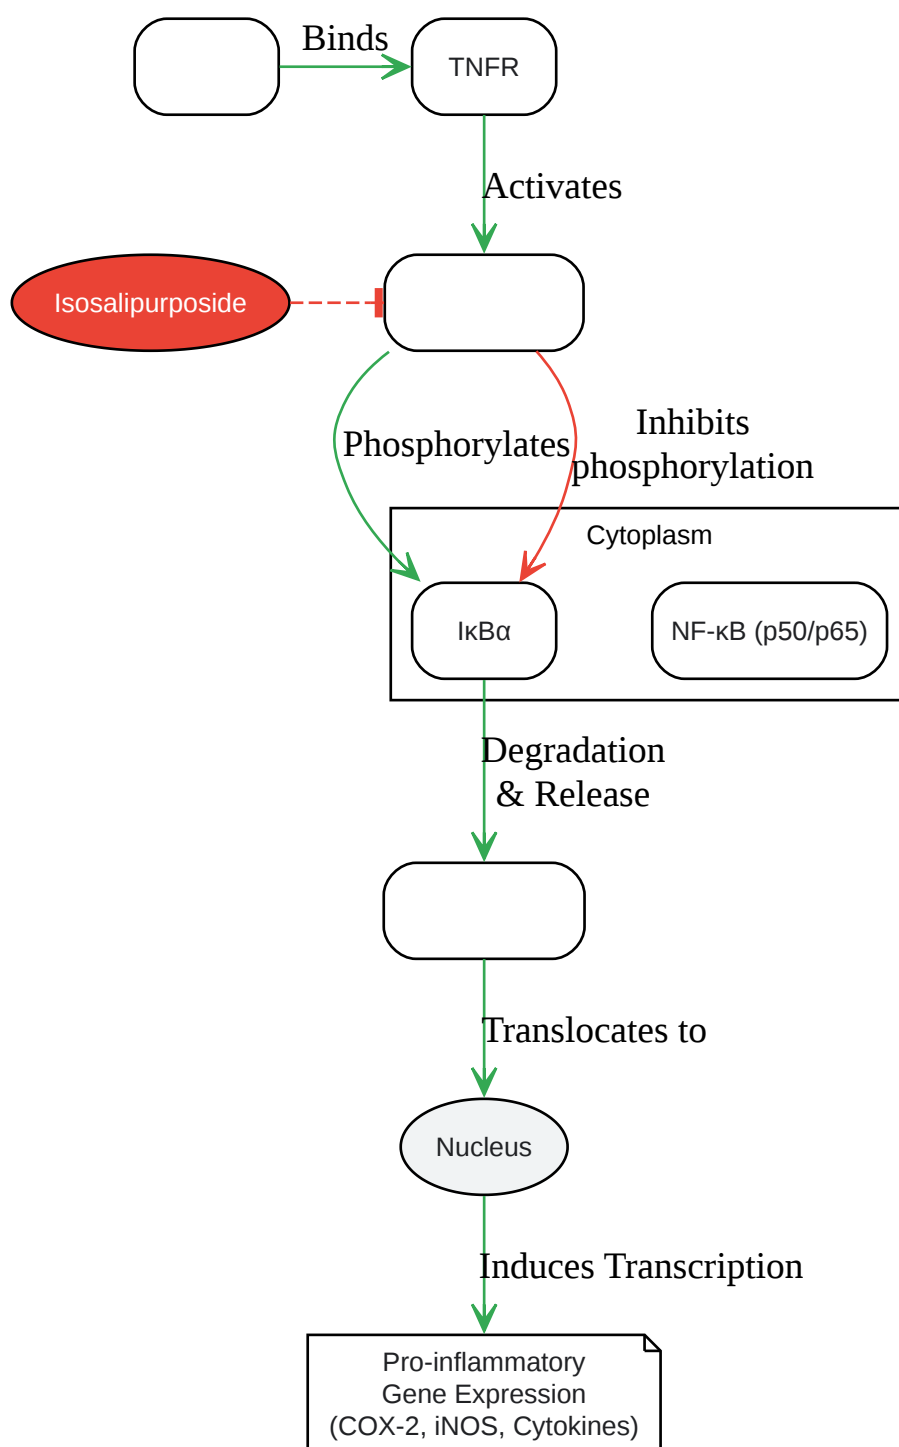 Binds
TNFR
Activates
Isosalipurposide
Phosphorylates
Inhibits
phosphorylation
Cytoplasm
IκBα
NF-κB (p50/p65)
Degradation
& Release
Translocates to
Nucleus
Induces Transcription
Pro-inflammatory
Gene Expression
(COX-2, iNOS, Cytokines)